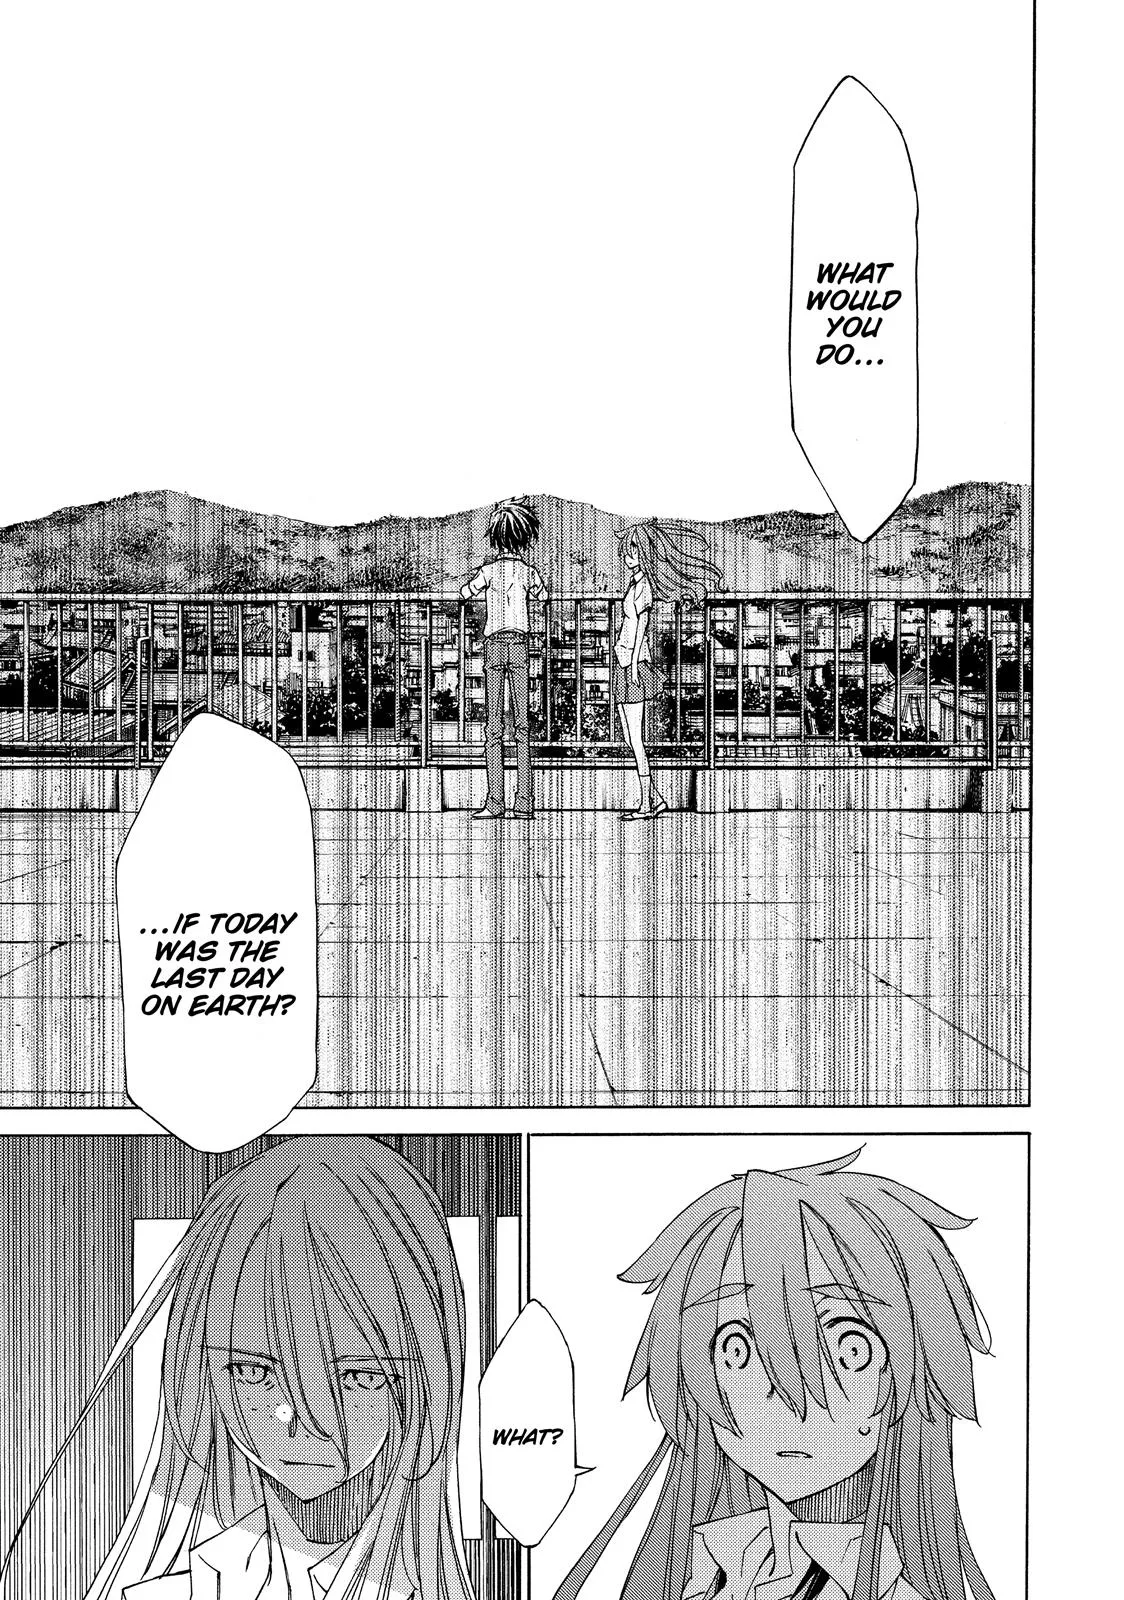 WHAT
WOULD
YOU
DO...
...IF TODAY
WAS THE
LAST DAY
ON EARTH?
WHAT?